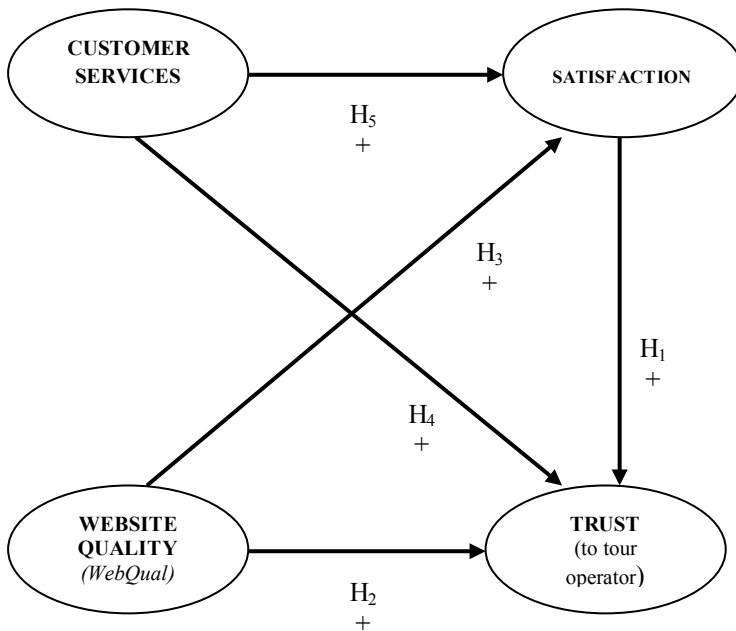 CUSTOMER
SERVICES
SATISFACTION
H₅
+
H₃
+
H₁
+
H₄
+
WEBSITE
QUALITY
(WebQual)
TRUST
(to tour
operator)
H₂
+